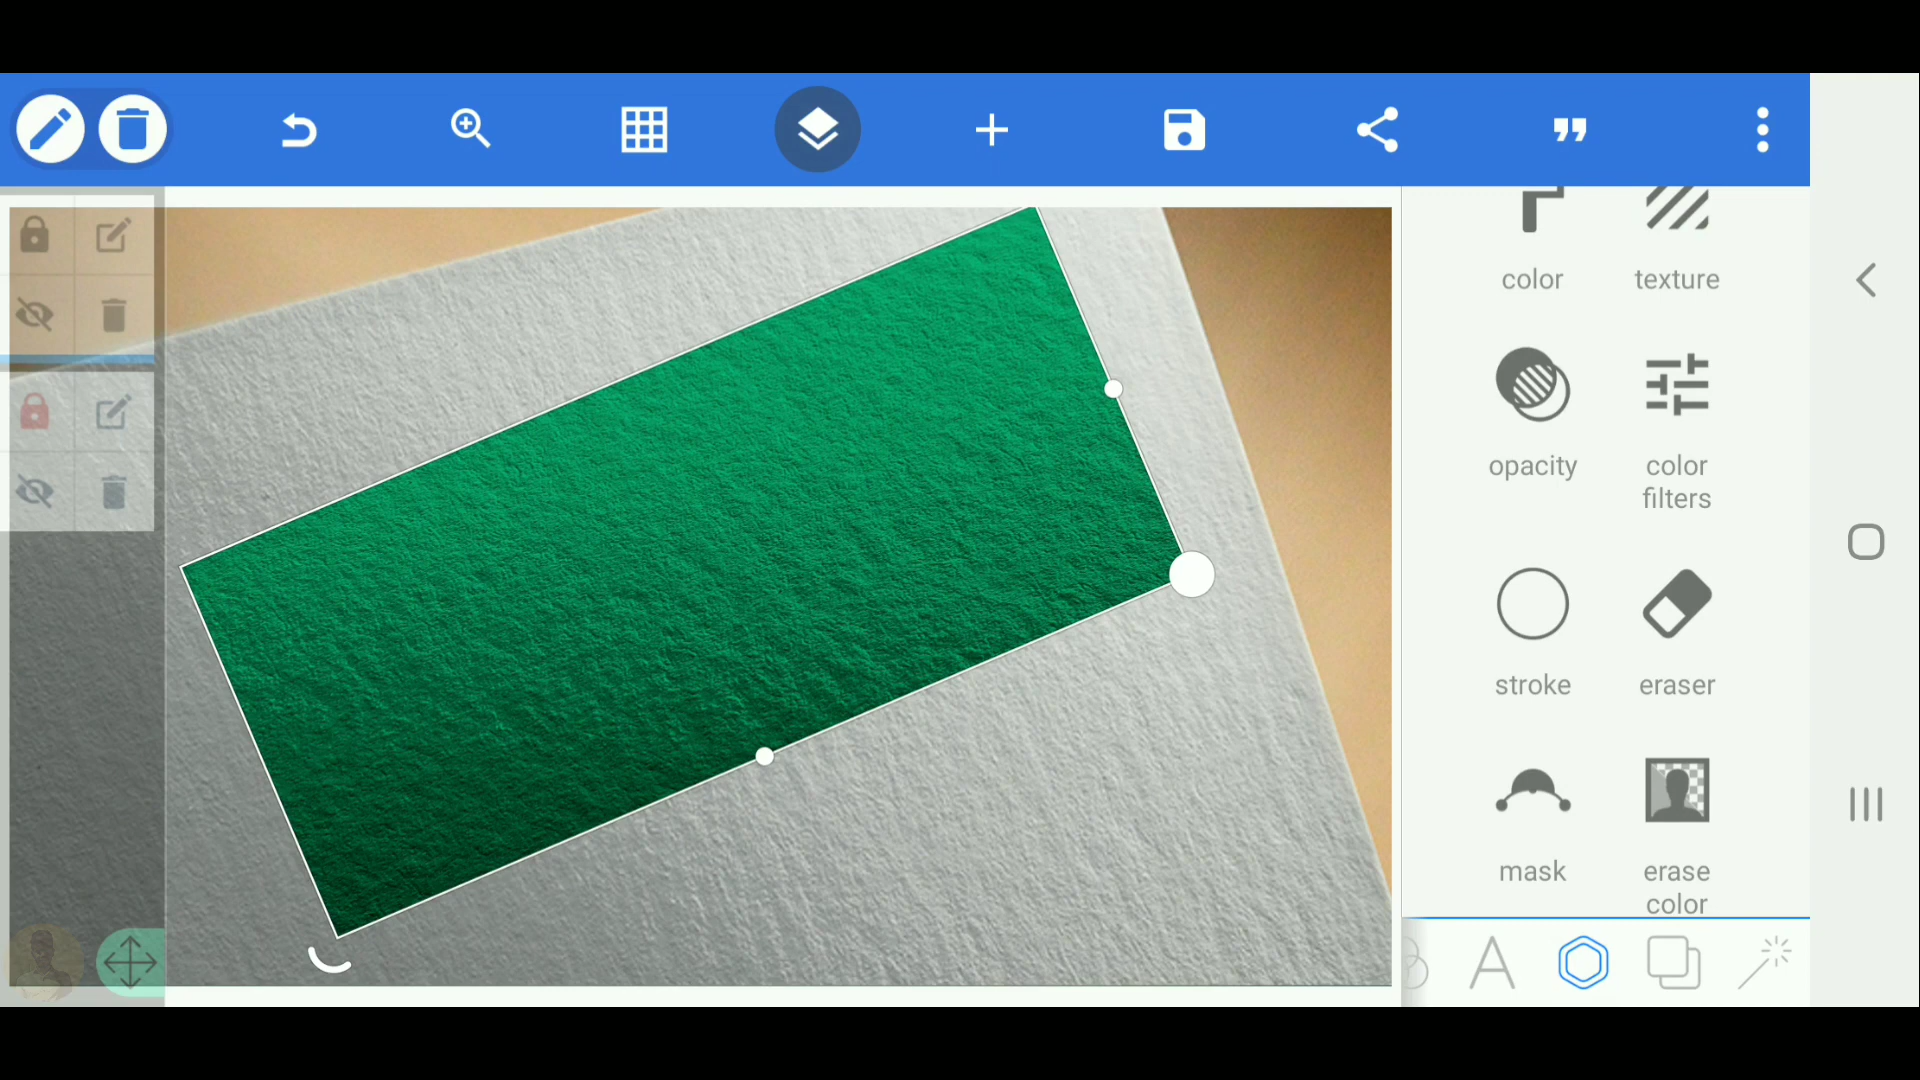 color texture
opacity color
filters
stroke eraser
mask erase
color